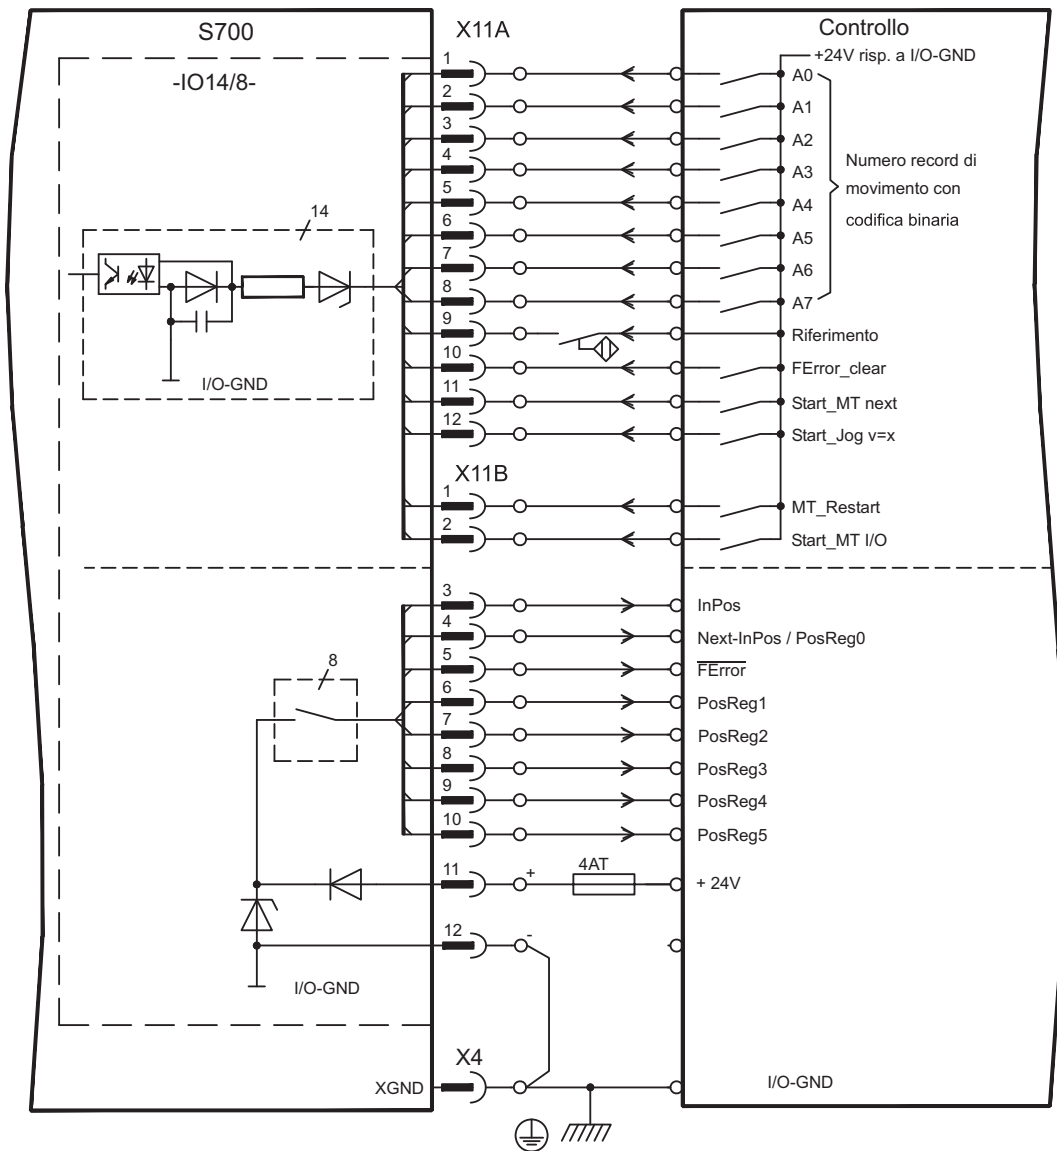 S700
X11A
Controllo
-IO14/8-
+24V risp. a I/O-GND
1
A0
2
A1
3
A2
4
A3
Numero record di
movimento con
codifica binaria
5
A4
6
A5
14
7
A6
8
A7
9
Riferimento
10
FError_clear
I/O-GND
11
Start_MT next
12
Start_Jog v=x
X11B
1
MT_Restart
2
Start_MT I/O
3
InPos
4
Next-InPos / PosReg0
5
FError
8
6
PosReg1
7
PosReg2
8
PosReg3
9
PosReg4
10
PosReg5
11
+
4AT
+ 24V
12
-
I/O-GND
X4
XGND
I/O-GND